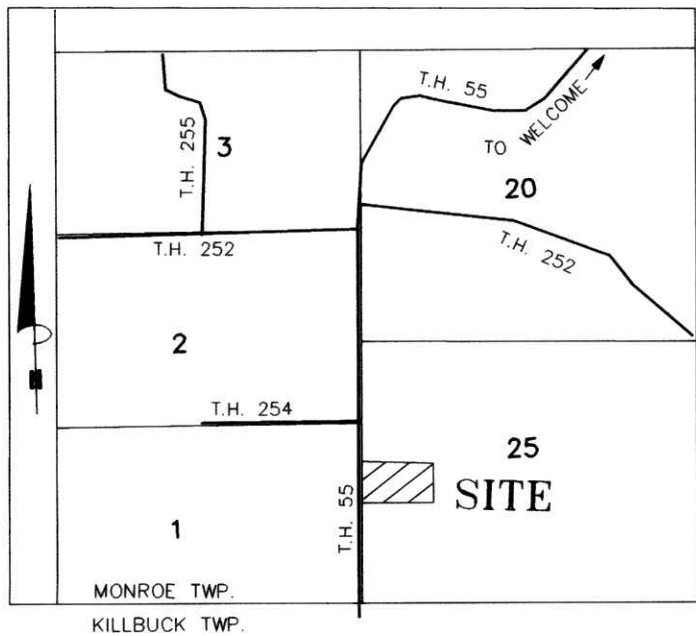 T.H. 55
TO WELCOME
T.H. 255
3
20
T.H. 252
T.H. 252
2
T.H. 254
25
SITE
T.H. 55
1
MONROE TWP.
KILLBUCK TWP.